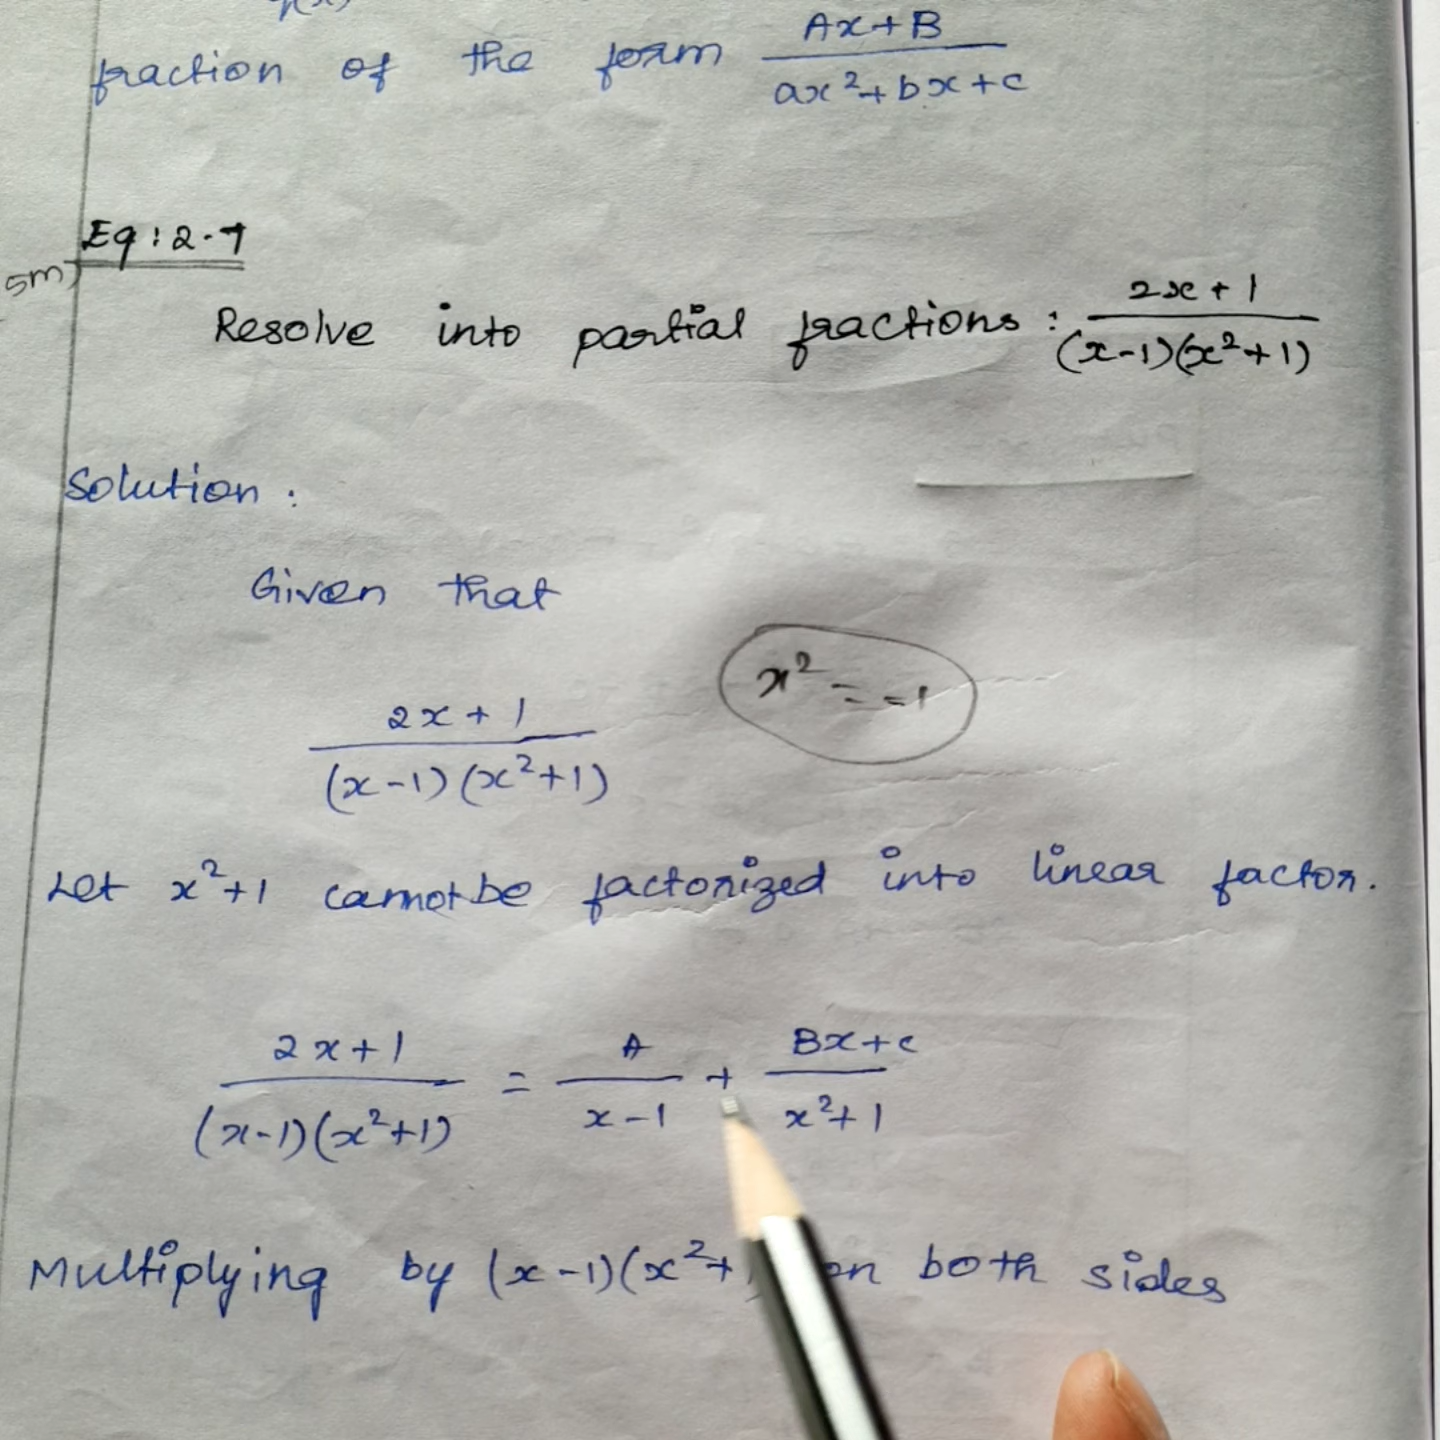 fraction of the form Ax+B / ax²+bx+c
Eg: 2.7
5m)
Resolve into partial fractions: 2x+1 / (x-1)(x²+1)
Solution:
Given that
x² = -1
2x+1 / (x-1)(x²+1)
Let x²+1 cannot be factorized into linear factor.
2x+1 / (x-1)(x²+1) = A / x-1 + Bx+c / x²+1
Multiplying by (x-1)(x²+ on both sides